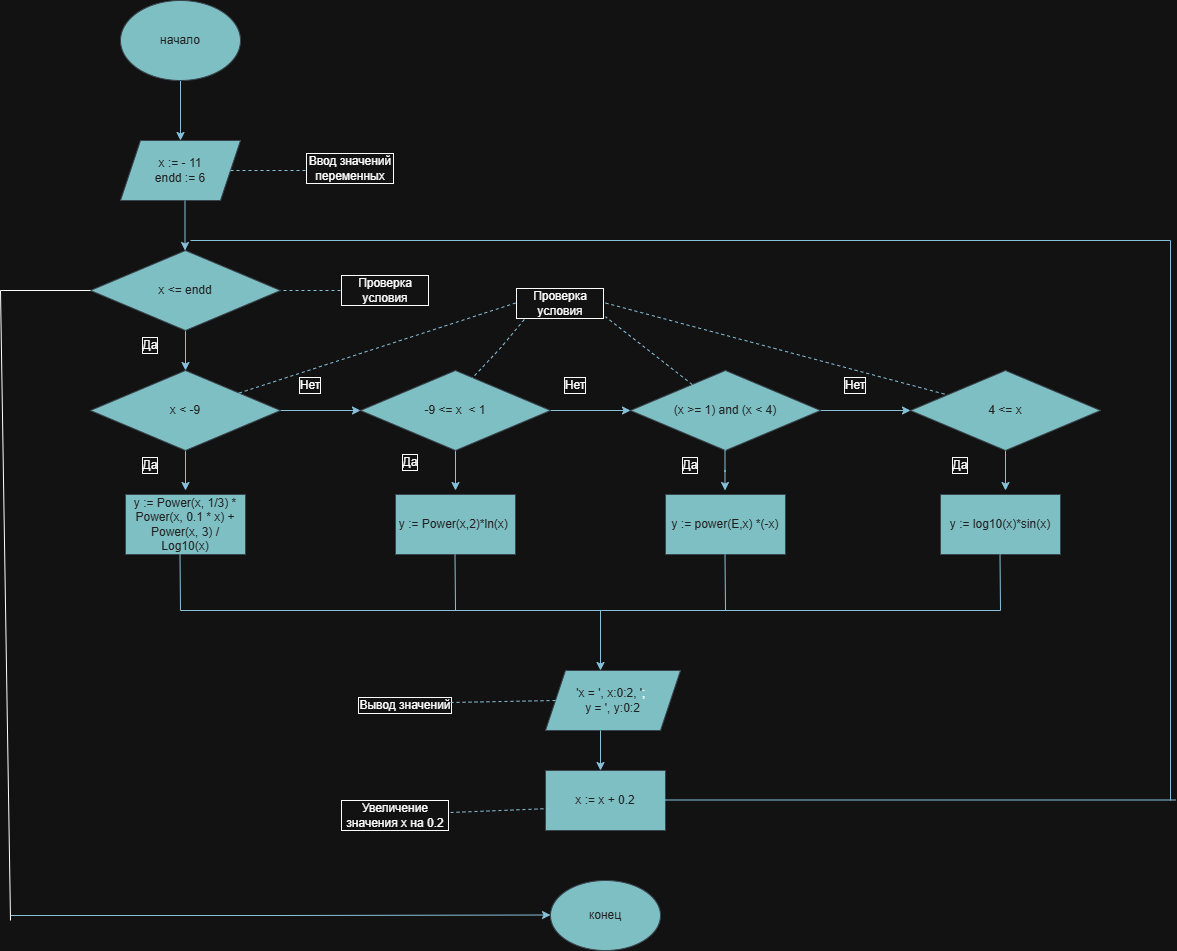 начало
x := - 11
endd := 6
Ввод значений
переменных
x <= endd
Проверка
условия
Проверка
условия
Да
Нет
Нет
Нет
x < -9
-9 <= x  < 1
(x >= 1) and (x < 4)
4 <= x
Да
Да
Да
Да
y := Power(x, 1/3) *
Power(x, 0.1 * x) +
Power(x, 3) /
Log10(x)
y := Power(x,2)*ln(x)
y := power(E,x) *(-x)
y := log10(x)*sin(x)
'x = ', x:0:2, ';
y = ', y:0:2
Вывод значений
x := x + 0.2
Увеличение
значения x на 0.2
конец